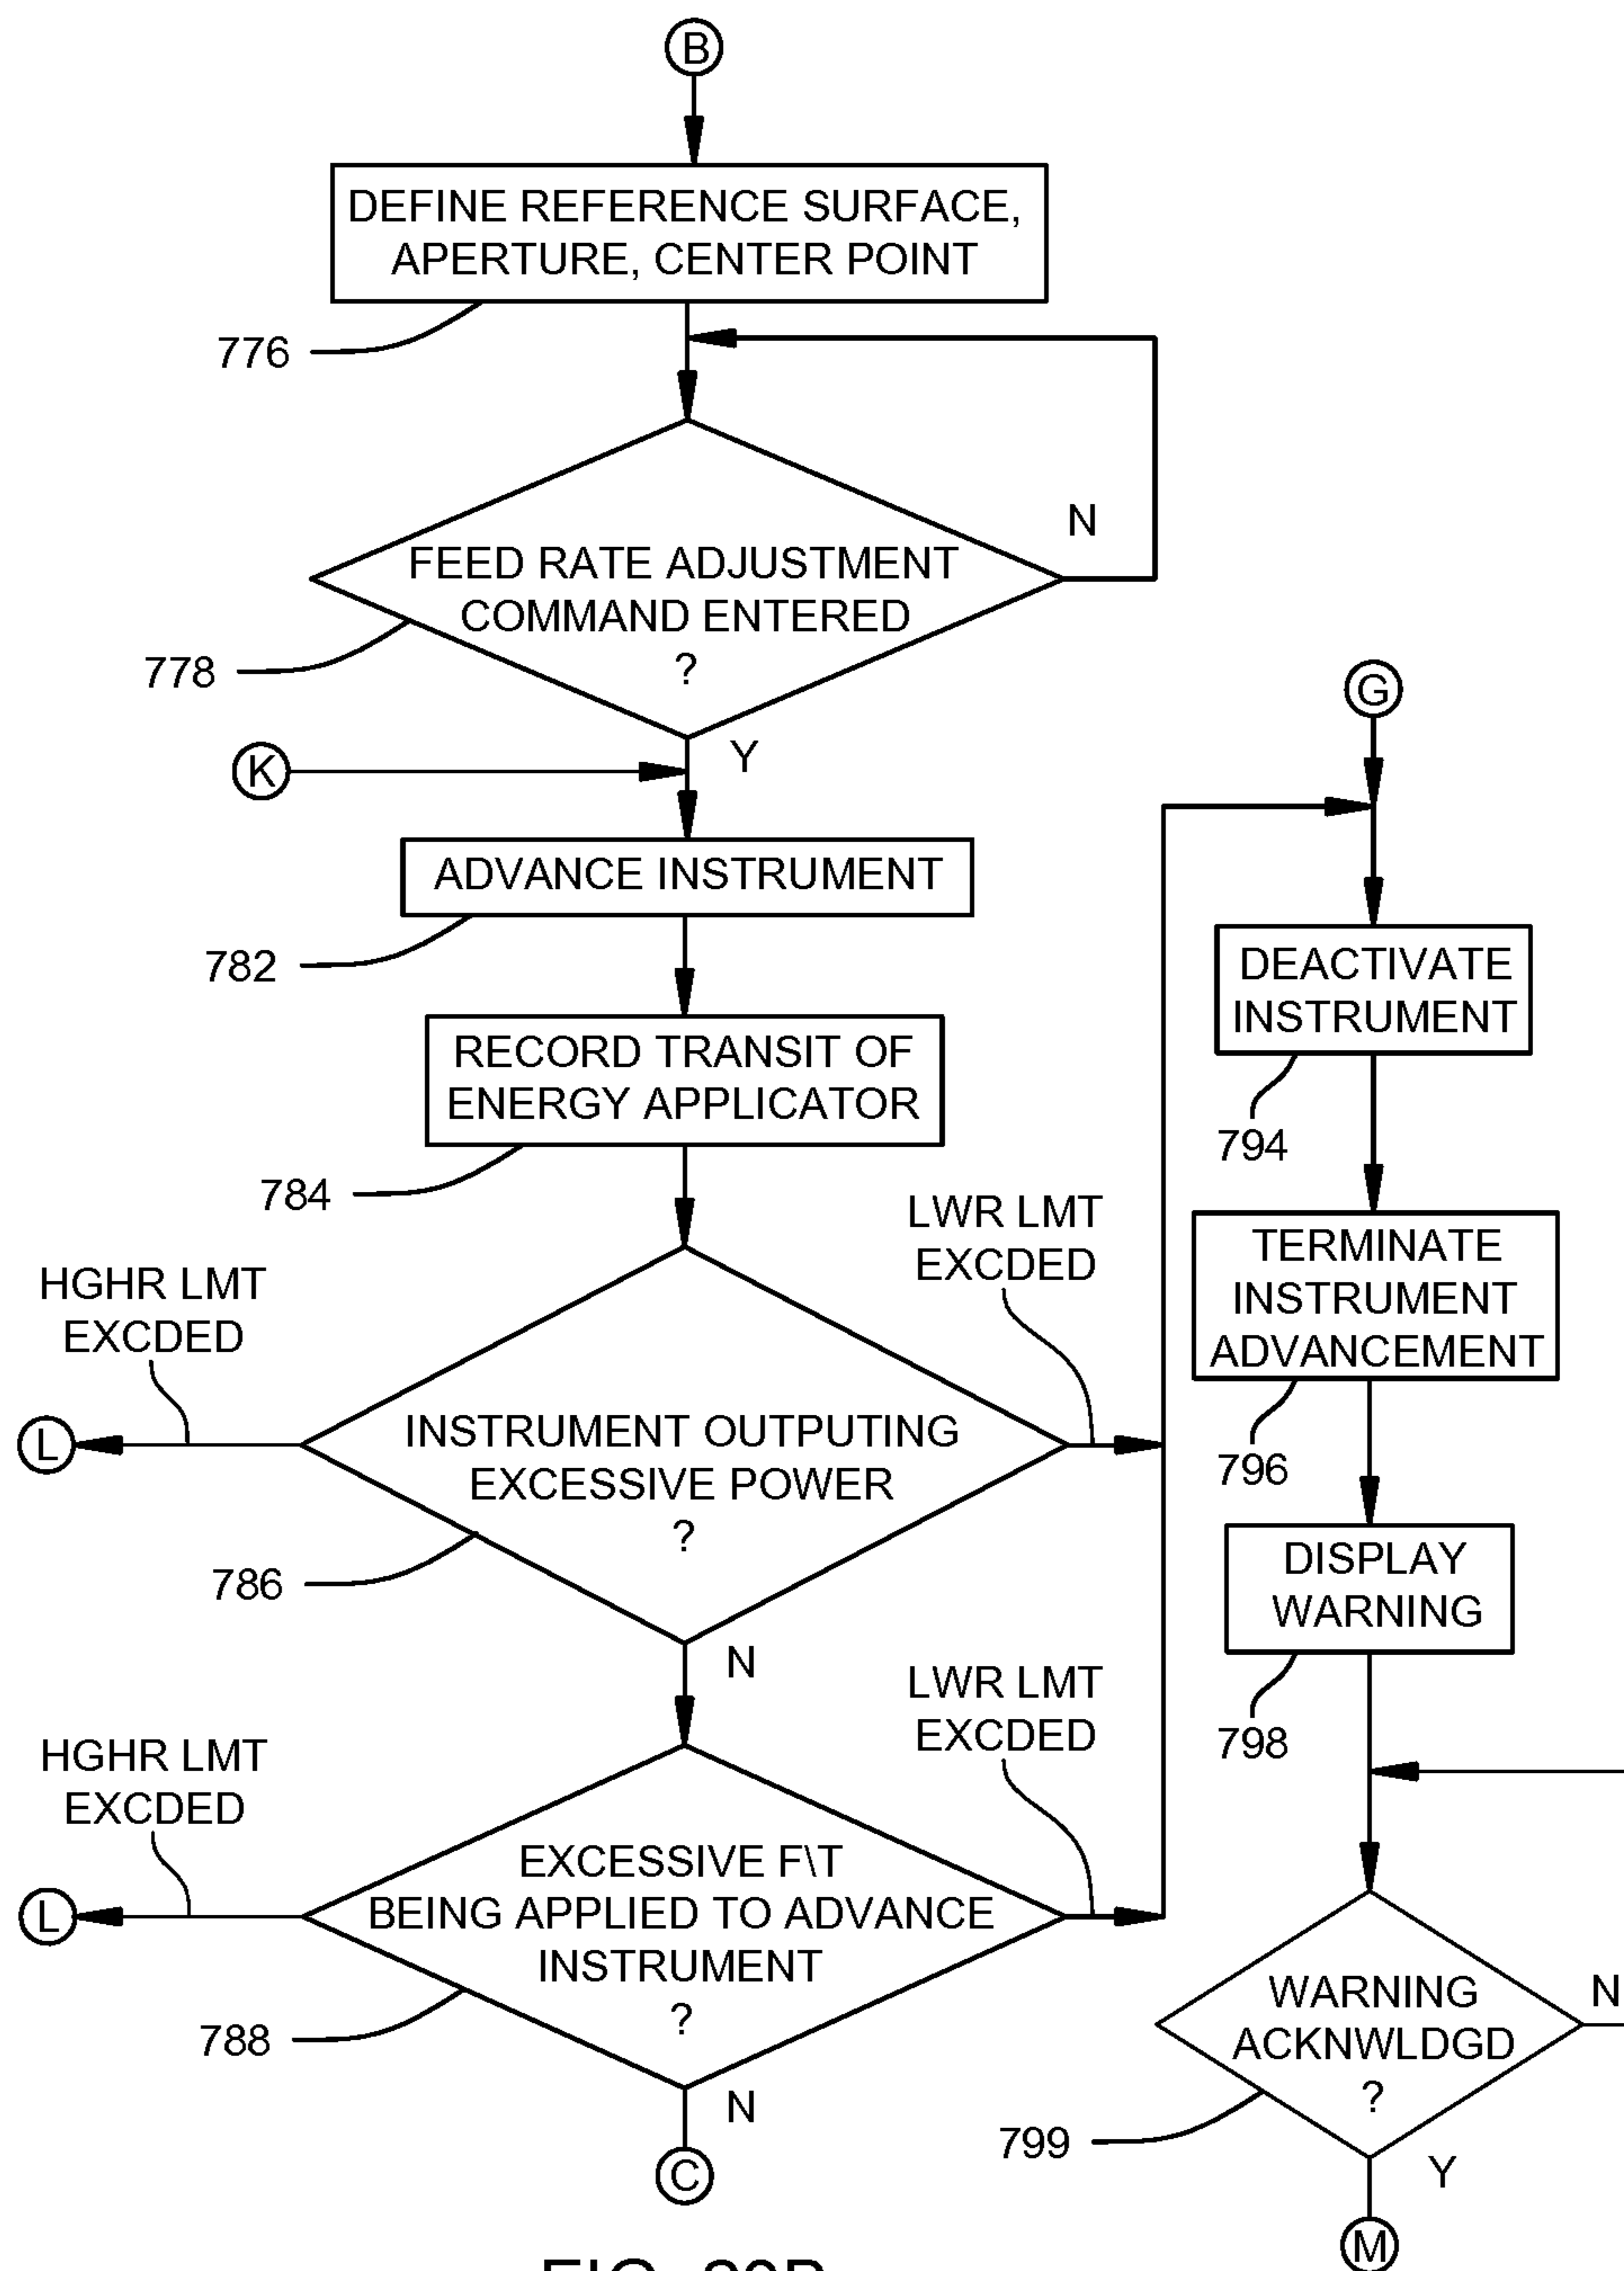 B
DEFINE REFERENCE SURFACE,
APERTURE, CENTER POINT
776
FEED RATE ADJUSTMENT
COMMAND ENTERED
?
N
778
Y
K
ADVANCE INSTRUMENT
782
RECORD TRANSIT OF
ENERGY APPLICATOR
784
HGHR LMT
EXCDED
LWR LMT
EXCDED
L
INSTRUMENT OUTPUTING
EXCESSIVE POWER
?
786
N
HGHR LMT
EXCDED
LWR LMT
EXCDED
L
EXCESSIVE F\T
BEING APPLIED TO ADVANCE
INSTRUMENT
?
788
N
C
G
DEACTIVATE
INSTRUMENT
794
TERMINATE
INSTRUMENT
ADVANCEMENT
796
DISPLAY
WARNING
798
WARNING
ACKNWLDGD
?
N
799
Y
M